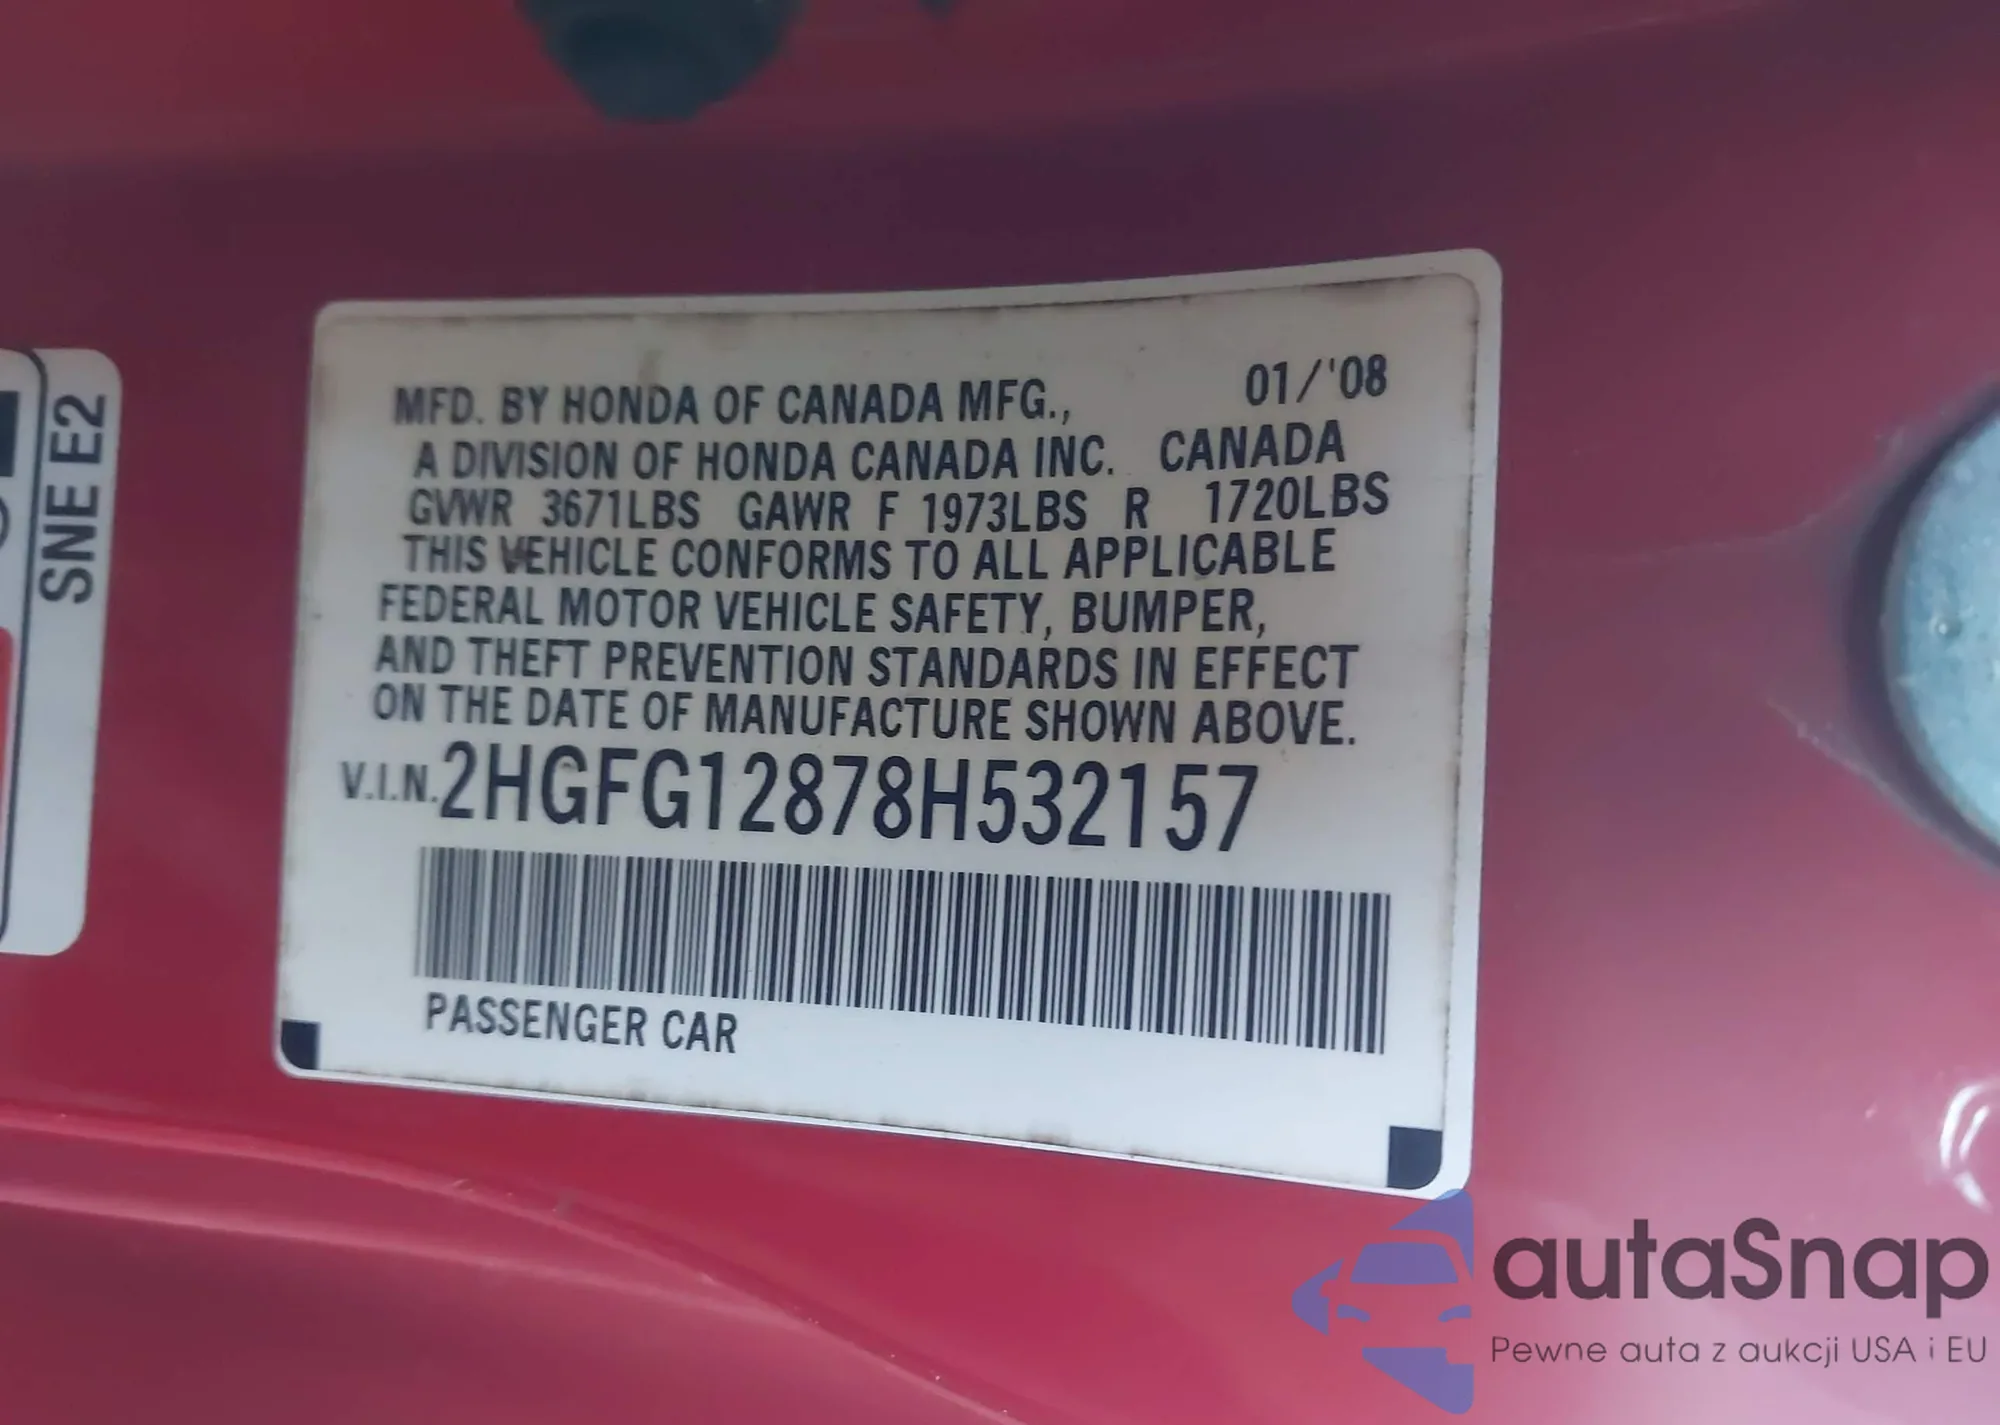 MFD. BY HONDA OF CANADA MFG., 01/'08
A DIVISION OF HONDA CANADA INC. CANADA
GVWR 3671LBS GAWR F 1973LBS R 1720LBS
THIS VEHICLE CONFORMS TO ALL APPLICABLE
FEDERAL MOTOR VEHICLE SAFETY, BUMPER,
AND THEFT PREVENTION STANDARDS IN EFFECT
ON THE DATE OF MANUFACTURE SHOWN ABOVE.
V.I.N. 2HGFG12878H532157
PASSENGER CAR
SNE E2
autaSnap
Pewne auta z aukcji USA i EU